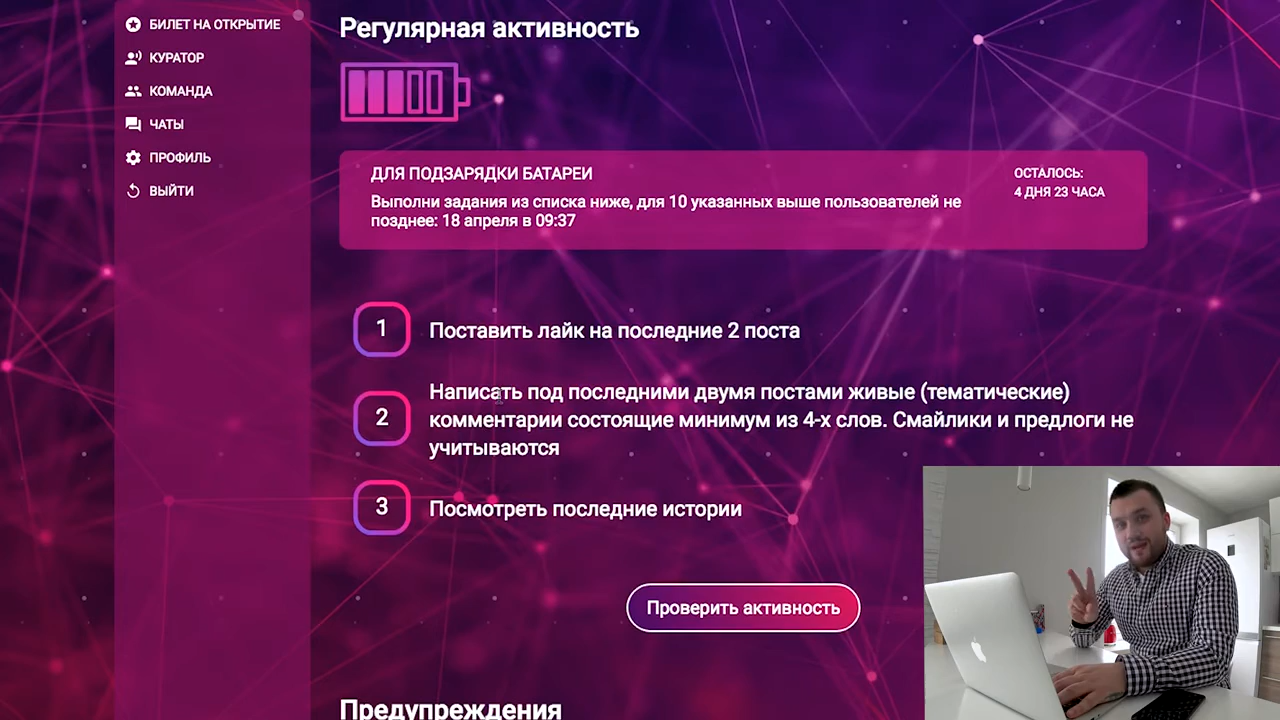 БИЛЕТ НА ОТКРЫТИЕ
КУРАТОР
КОМАНДА
ЧАТЫ
ПРОФИЛЬ
ВЫЙТИ
Регулярная активность
ДЛЯ ПОДЗАРЯДКИ БАТАРЕИ
Выполни задания из списка ниже, для 10 указанных выше пользователей не
позднее: 18 апреля в 09:37
ОСТАЛОСЬ:
4 ДНЯ 23 ЧАСА
1
Поставить лайк на последние 2 поста
2
Написать под последними двумя постами живые (тематические)
комментарии состоящие минимум из 4-х слов. Смайлики и предлоги не
учитываются
3
Посмотреть последние истории
Проверить активность
Предупреждения